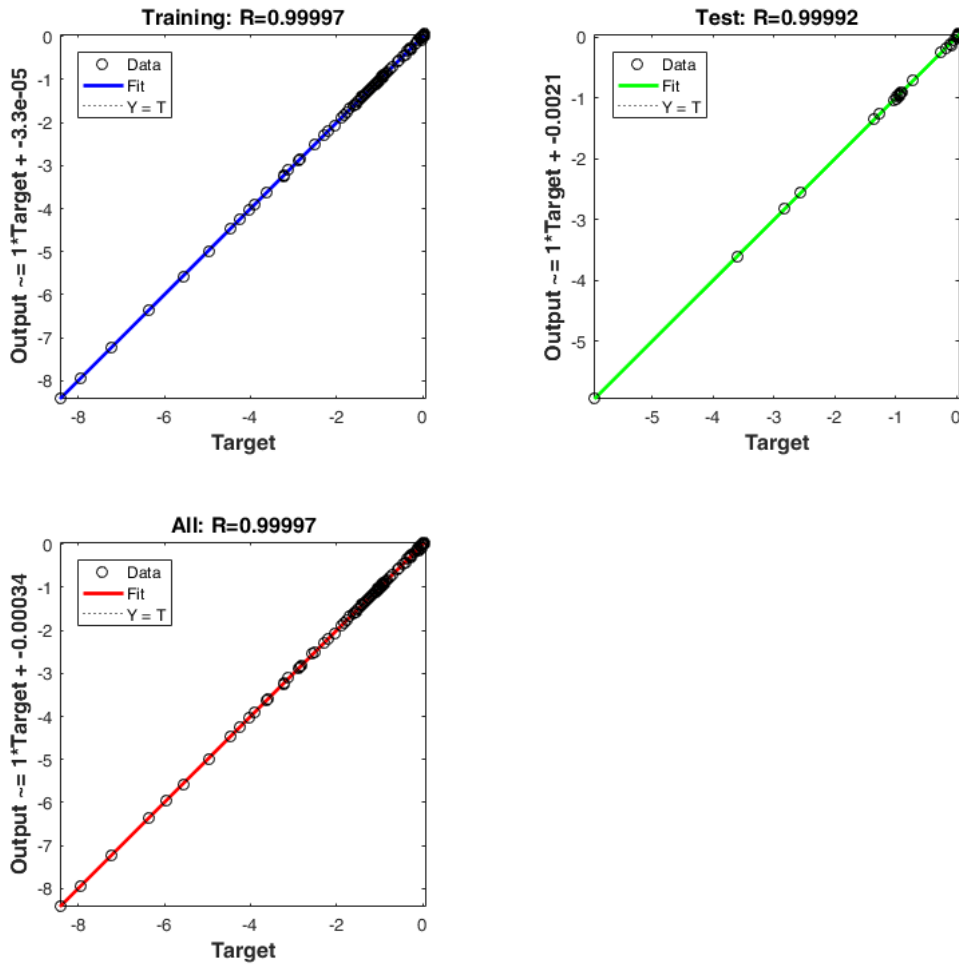 Training: R=0.99997
Output ~= 1*Target + -3.3e-05
0
-1
-2
-3
-4
-5
-6
-7
-8
Data
Fit
Y = T
-8
-6
-4
-2
0
Target
Test: R=0.99992
Output ~= 1*Target + -0.0021
0
-1
-2
-3
-4
-5
Data
Fit
Y = T
-5
-4
-3
-2
-1
0
Target
All: R=0.99997
Output ~= 1*Target + -0.00034
0
-1
-2
-3
-4
-5
-6
-7
-8
Data
Fit
Y = T
-8
-6
-4
-2
0
Target